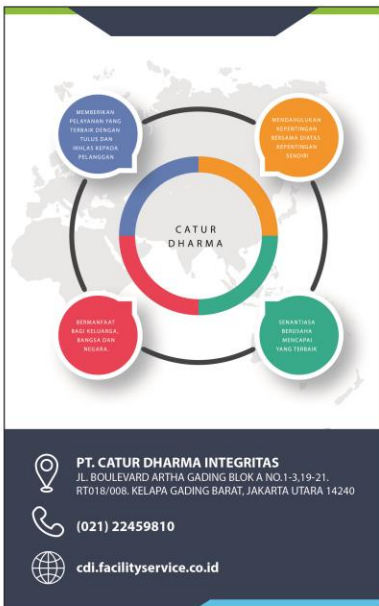 MEMBERIKAN
PELAYANAN YANG
TERBAIK DENGAN
TULUS DAN
IKHLAS KEPADA
PELANGGAN
MENDAHULUKAN
KEPENTINGAN
BERSAMA DIATAS
KEPENTINGAN
SENDIRI
CATUR
DHARMA
BERMANFAAT
BAGI KELUARGA,
BANGSA DAN
NEGARA.
SENANTIASA
BERUSAHA
MENCAPAI
YANG TERBAIK
PT. CATUR DHARMA INTEGRITAS
JL. BOULEVARD ARTHA GADING BLOK A NO.1-3,19-21.
RT018/008. KELAPA GADING BARAT, JAKARTA UTARA 14240
(021) 22459810
cdi.facilityservice.co.id